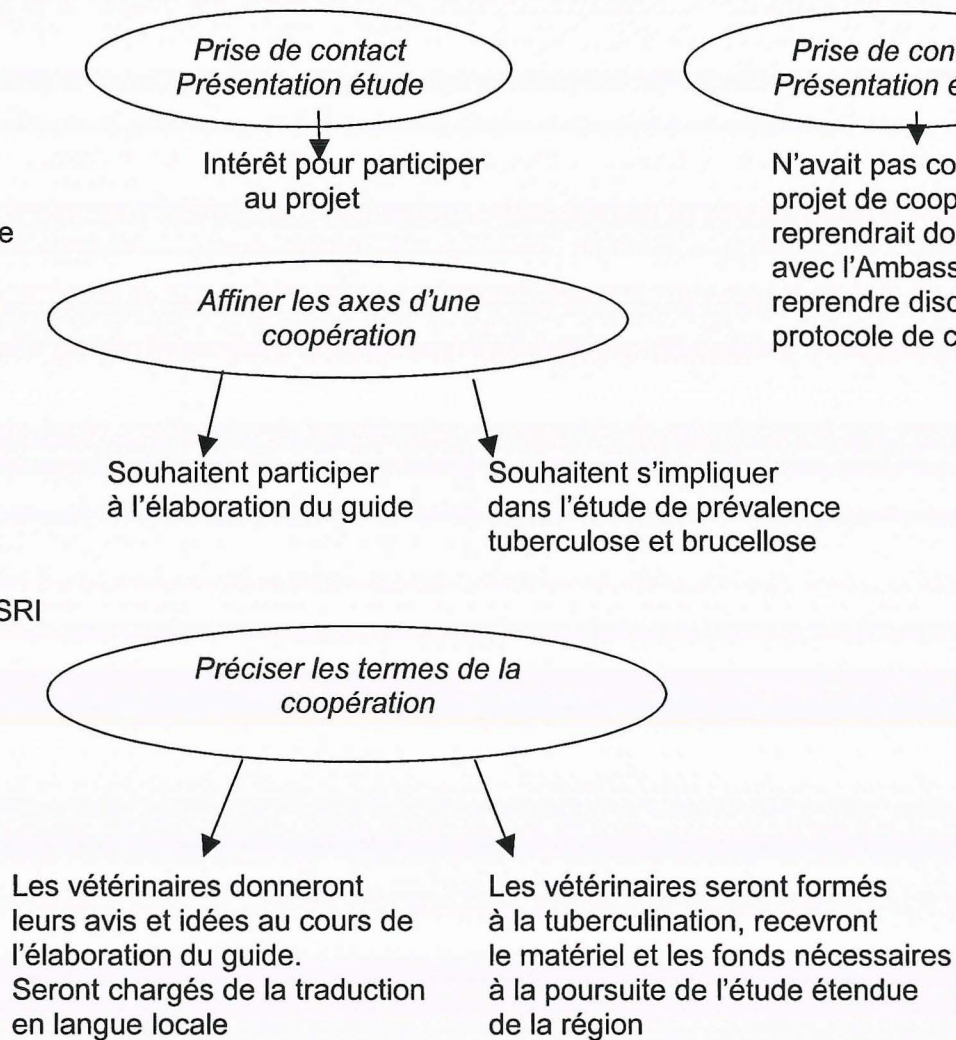 Prise de contact
Présentation étude
Intérêt pour participer
au projet
Affiner les axes d'une
coopération
Souhaitent participer
à l'élaboration du guide
Souhaitent s'impliquer
dans l'étude de prévalence
tuberculose et brucellose
SRI
Préciser les termes de la
coopération
Les vétérinaires donneront
leurs avis et idées au cours de
l'élaboration du guide.
Seront chargés de la traduction
en langue locale
Les vétérinaires seront formés
à la tuberculination, recevront
le matériel et les fonds nécessaires
à la poursuite de l'étude étendue
de la région
Prise de con
Présentation é
N'avait pas co
projet de coop
reprendrait do
avec l'Ambass
reprendre disc
protocole de c